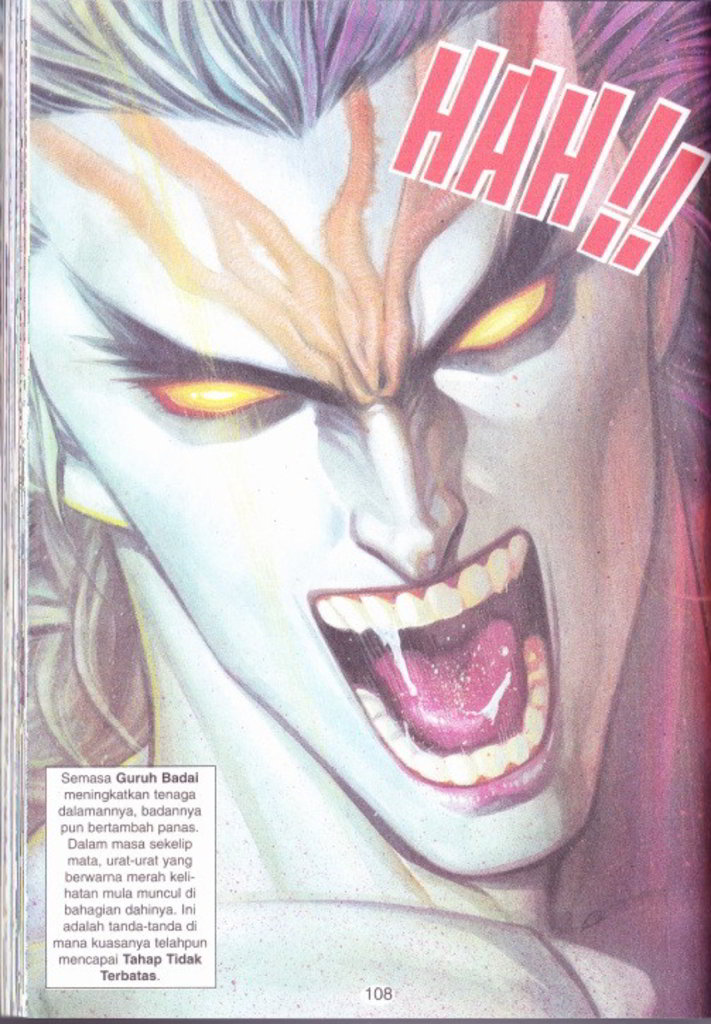 HAH!!
Semasa Guruh Badai
meningkatkan tenaga
dalamannya, badannya
pun bertambah panas.
Dalam masa sekelip
mata, urat-urat yang
berwarna merah keli-
hatan mula muncul di
bahagian dahinya. Ini
adalah tanda-tanda di
mana kuasanya telahpun
mencapai Tahap Tidak
Terbatas.
108